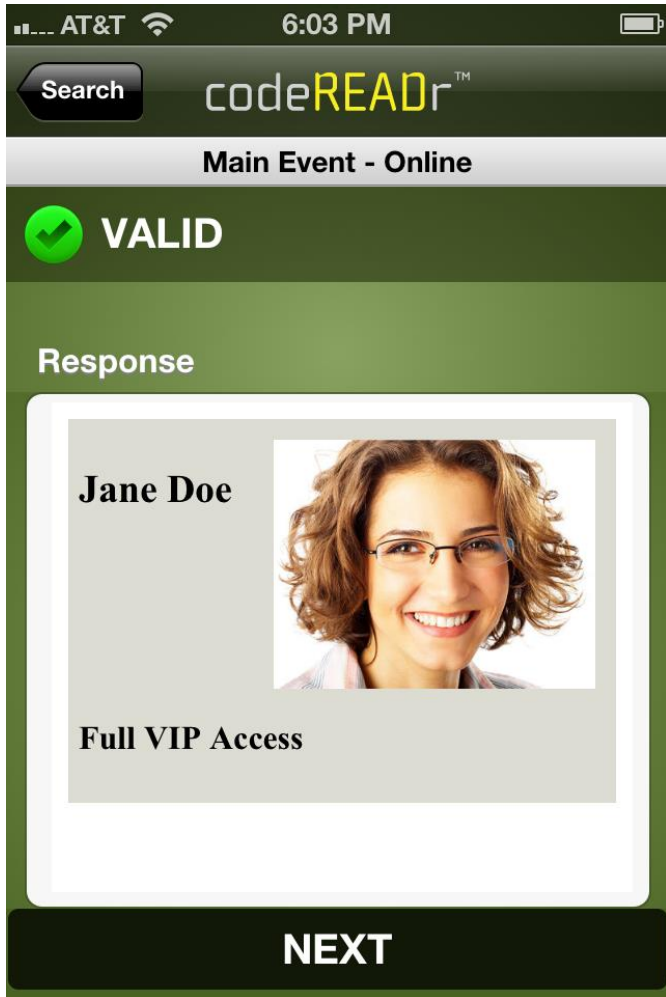 AT&T 6:03 PM
Search codeREADr™
Main Event - Online
VALID
Response
Jane Doe
Full VIP Access
NEXT